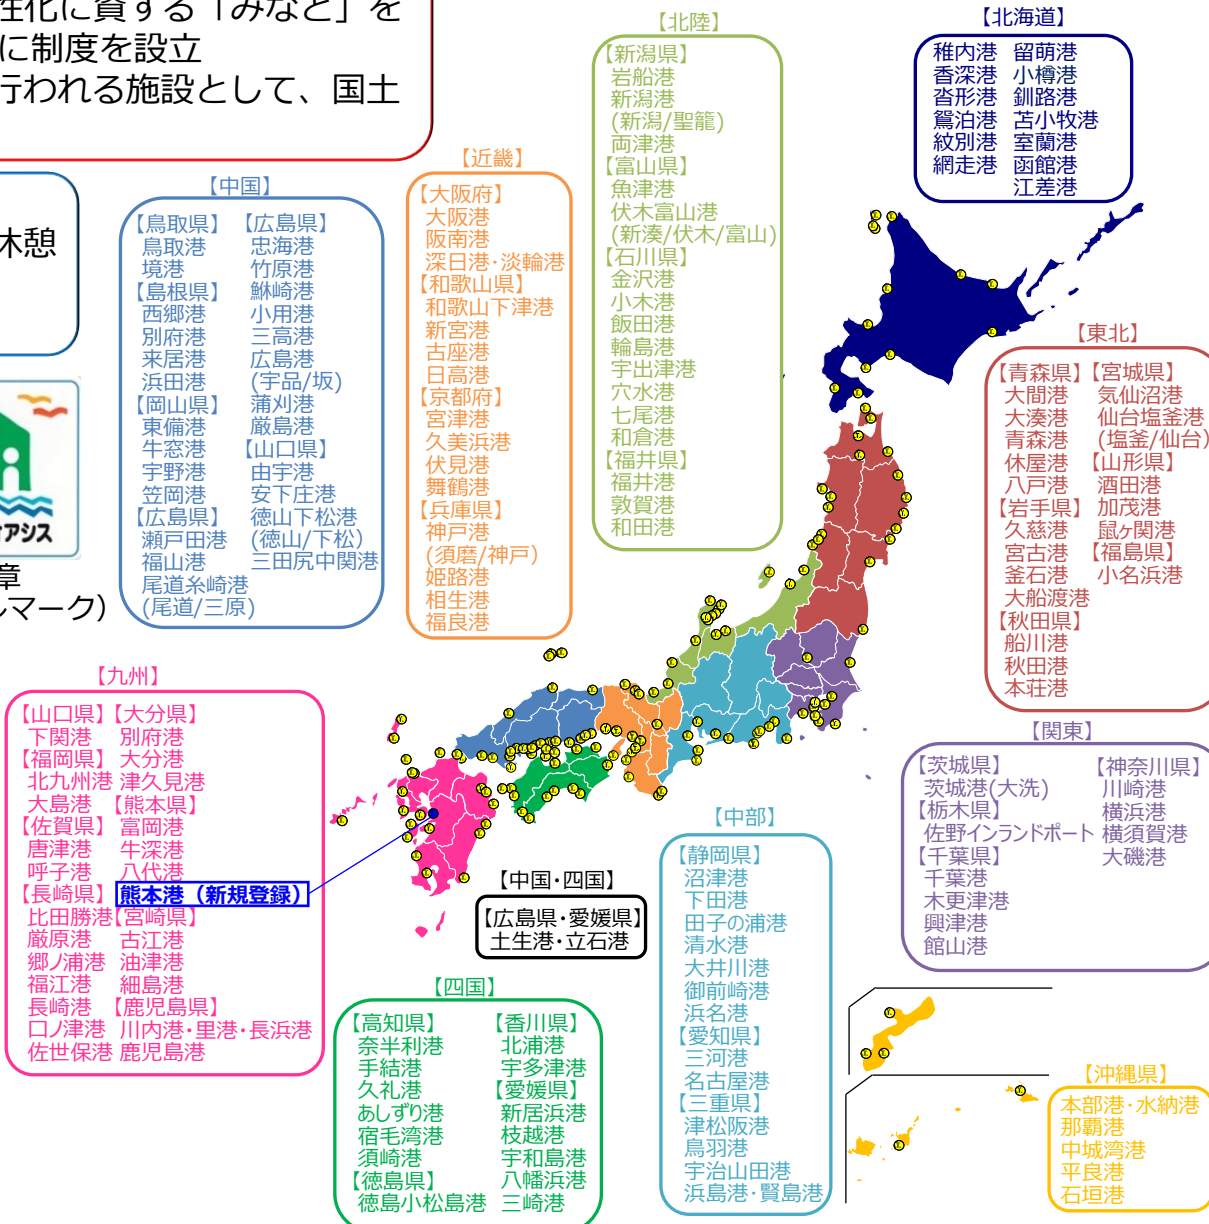 性化に資する「みなと」を
に制度を設立
行われる施設として、国土
休憩
オアシス
章
ルマーク)
【北陸】
【新潟県】
岩船港
新潟港
(新潟/聖籠)
両津港
【富山県】
魚津港
伏木富山港
(新湊/伏木/富山)
【石川県】
金沢港
小木港
飯田港
輪島港
宇出津港
穴水港
七尾港
和倉港
【福井県】
福井港
敦賀港
和田港
【北海道】
稚内港 留萌港
香深港 小樽港
沓形港 釧路港
鴛泊港 苫小牧港
紋別港 室蘭港
網走港 函館港
江差港
【近畿】
【大阪府】
大阪港
阪南港
深日港・淡輪港
【和歌山県】
和歌山下津港
新宮港
古座港
日高港
【京都府】
宮津港
久美浜港
伏見港
舞鶴港
【兵庫県】
神戸港
(須磨/神戸)
姫路港
相生港
福良港
【中国】
【鳥取県】
鳥取港
境港
【島根県】
西郷港
別府港
来居港
浜田港
【岡山県】
東備港
牛窓港
宇野港
笠岡港
【広島県】
瀬戸田港
福山港
尾道糸崎港
(尾道/三原)
【広島県】
忠海港
竹原港
鮴崎港
小用港
三高港
広島港
(宇品/坂)
蒲刈港
厳島港
【山口県】
由宇港
安下庄港
徳山下松港
(徳山/下松)
三田尻中関港
【東北】
【青森県】
大間港
大湊港
青森港
休屋港
八戸港
【岩手県】
久慈港
宮古港
釜石港
大船渡港
【秋田県】
船川港
秋田港
本荘港
【宮城県】
気仙沼港
仙台塩釜港
(塩釜/仙台)
【山形県】
酒田港
加茂港
鼠ヶ関港
【福島県】
小名浜港
【九州】
【山口県】
下関港
【福岡県】
北九州港
大島港
【佐賀県】
唐津港
呼子港
【長崎県】
比田勝港
厳原港
郷ノ浦港
福江港
長崎港
口ノ津港
佐世保港
【大分県】
別府港
大分港
津久見港
【熊本県】
富岡港
牛深港
八代港
熊本港（新規登録）
【宮崎県】
古江港
油津港
細島港
【鹿児島県】
川内港・里港・長浜港
鹿児島港
【関東】
【茨城県】
茨城港(大洗)
【栃木県】
佐野インランドポート
【千葉県】
千葉港
木更津港
興津港
館山港
【神奈川県】
川崎港
横浜港
横須賀港
大磯港
【中部】
【静岡県】
沼津港
下田港
田子の浦港
清水港
大井川港
御前崎港
浜名港
【愛知県】
三河港
名古屋港
【三重県】
津松阪港
鳥羽港
宇治山田港
浜島港・賢島港
【中国・四国】
【広島県・愛媛県】
土生港・立石港
【四国】
【高知県】
奈半利港
手結港
久礼港
あしずり港
宿毛湾港
須崎港
【徳島県】
徳島小松島港
【香川県】
北浦港
宇多津港
【愛媛県】
新居浜港
枝越港
宇和島港
八幡浜港
三崎港
【沖縄県】
本部港・水納港
那覇港
中城湾港
平良港
石垣港